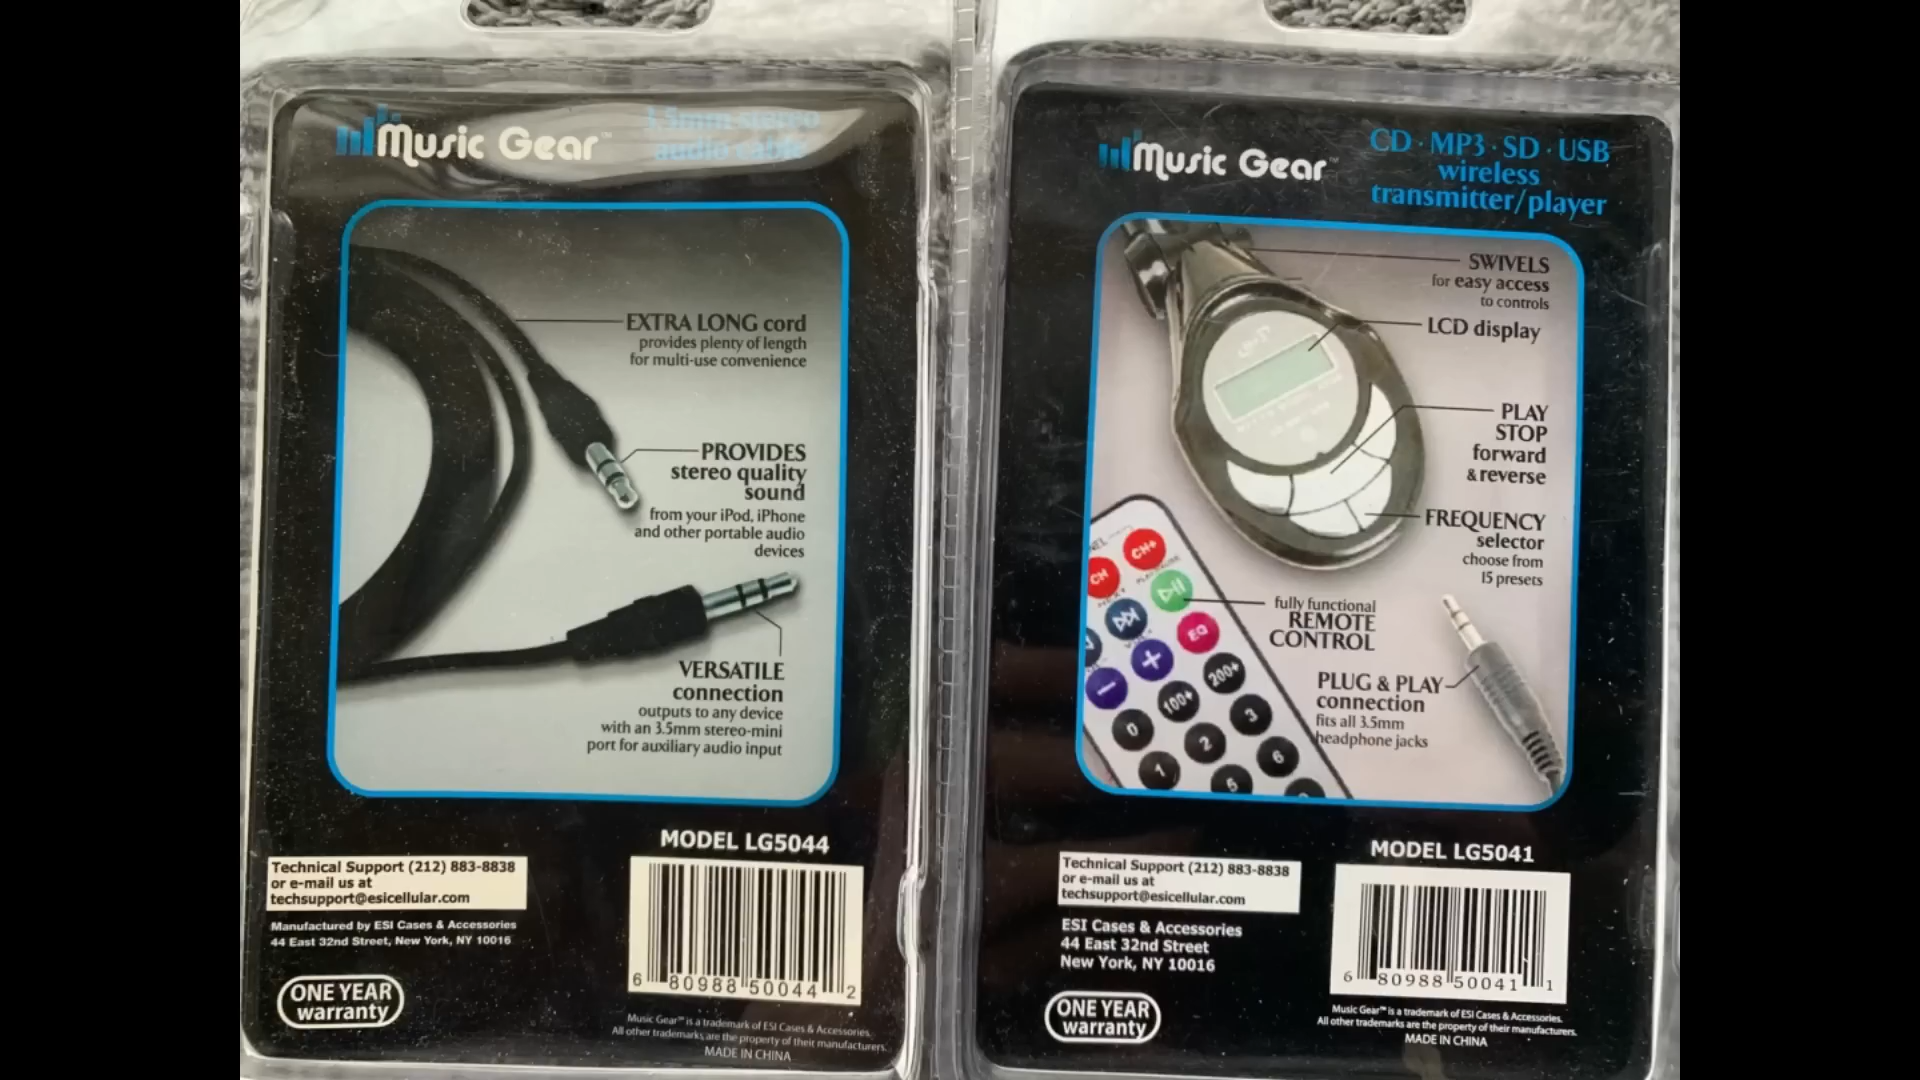 Music Gear™
3.5mm stereo
audio cable
EXTRA LONG cord
provides plenty of length
for multi-use convenience
PROVIDES
stereo quality
sound
from your iPod, iPhone
and other portable audio
devices
VERSATILE
connection
outputs to any device
with an 3.5mm stereo-mini
port for auxiliary audio input
MODEL LG5044
Technical Support (212) 883-8838
or e-mail us at
techsupport@esicellular.com
Manufactured by ESI Cases & Accessories
44 East 32nd Street, New York, NY 10016
ONE YEAR
warranty
6 80988 50044 2
Music Gear™ is a trademark of ESI Cases & Accessories.
All other trademarks are the property of their manufacturers.
MADE IN CHINA
Music Gear™
CD · MP3 · SD · USB
wireless
transmitter/player
SWIVELS
for easy access
to controls
LCD display
PLAY
STOP
forward
& reverse
FREQUENCY
selector
choose from
15 presets
fully functional
REMOTE
CONTROL
PLUG & PLAY
connection
fits all 3.5mm
headphone jacks
CH+
CH
NEXT
EQ
200+
100+
0
3
2
6
1
5
MODEL LG5041
Technical Support (212) 883-8838
or e-mail us at
techsupport@esicellular.com
ESI Cases & Accessories
44 East 32nd Street
New York, NY 10016
ONE YEAR
warranty
6 80988 50041 1
Music Gear™ is a trademark of ESI Cases & Accessories.
All other trademarks are the property of their manufacturers.
MADE IN CHINA